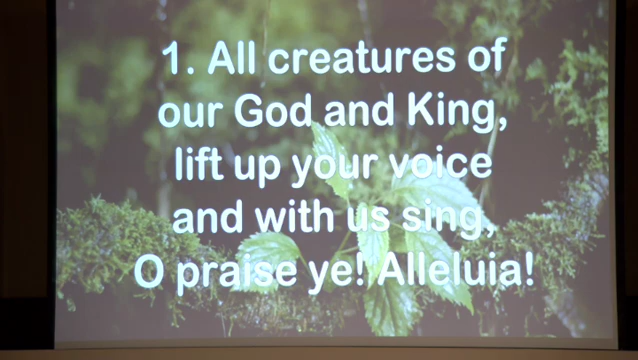 1. All creatures of
our God and King,
lift up your voice
and with us sing,
O praise ye! Alleluia!